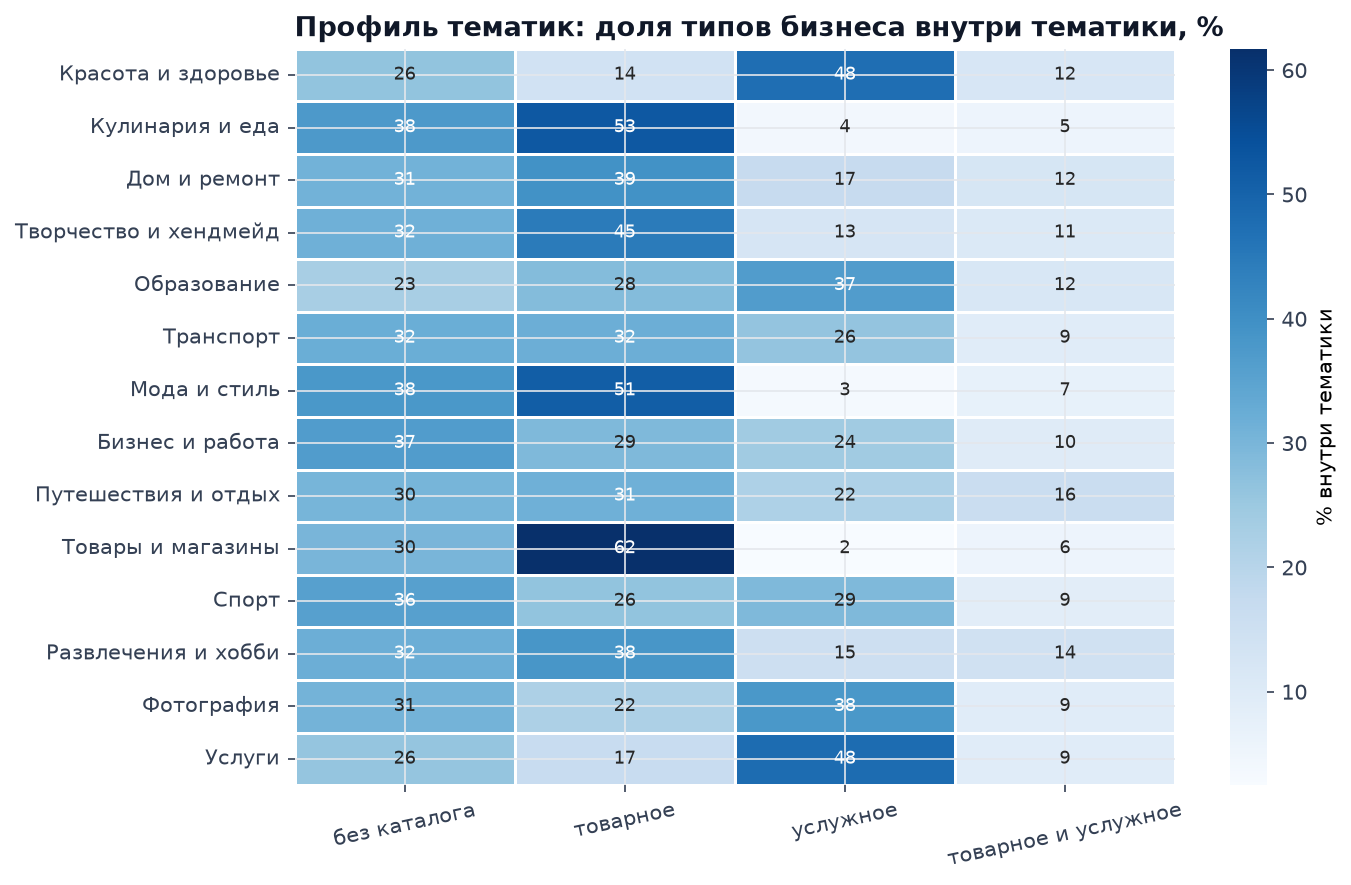 Профиль тематик: доля типов бизнеса внутри тематики, %
Красота и здоровье 26 14 48 12
Кулинария и еда 38 53 4 5
Дом и ремонт 31 39 17 12
Творчество и хендмейд 32 45 13 11
Образование 23 28 37 12
Транспорт 32 32 26 9
Мода и стиль 38 51 3 7
Бизнес и работа 37 29 24 10
Путешествия и отдых 30 31 22 16
Товары и магазины 30 62 2 6
Спорт 36 26 29 9
Развлечения и хобби 32 38 15 14
Фотография 31 22 38 9
Услуги 26 17 48 9
без каталога товарное услужное товарное и услужное
60
50
40
30
20
10
% внутри тематики